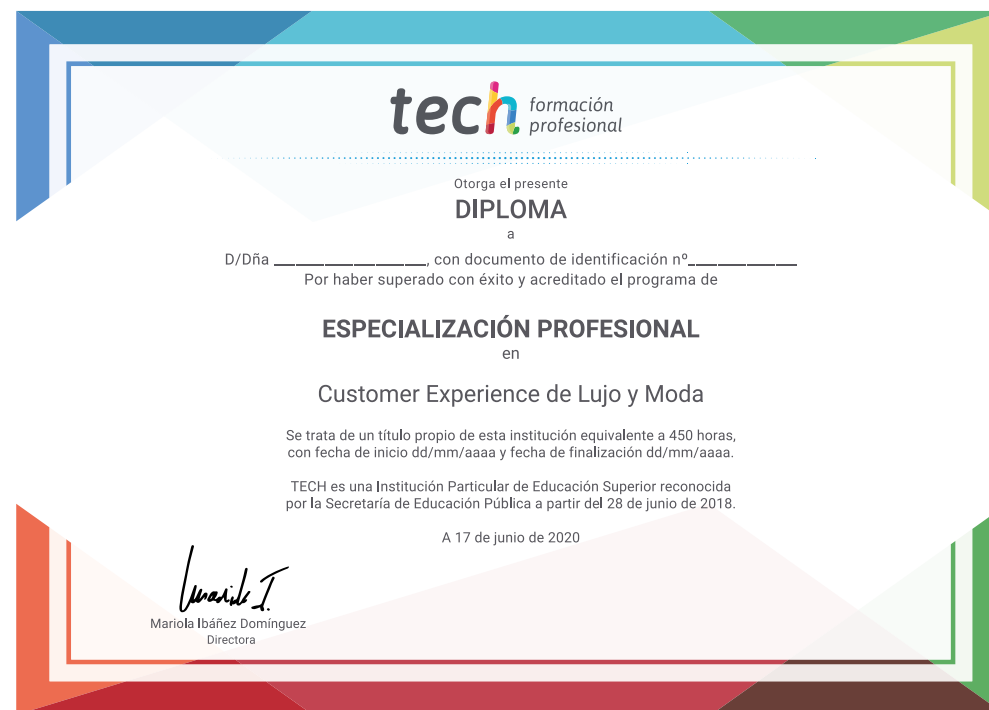 tech formación
profesional
Otorga el presente
DIPLOMA
a
D/Dña ______________, con documento de identificación nº__________
Por haber superado con éxito y acreditado el programa de
ESPECIALIZACIÓN PROFESIONAL
en
Customer Experience de Lujo y Moda
Se trata de un título propio de esta institución equivalente a 450 horas,
con fecha de inicio dd/mm/aaaa y fecha de finalización dd/mm/aaaa.
TECH es una Institución Particular de Educación Superior reconocida
por la Secretaría de Educación Pública a partir del 28 de junio de 2018.
A 17 de junio de 2020
Mariola Ibáñez Domínguez
Directora